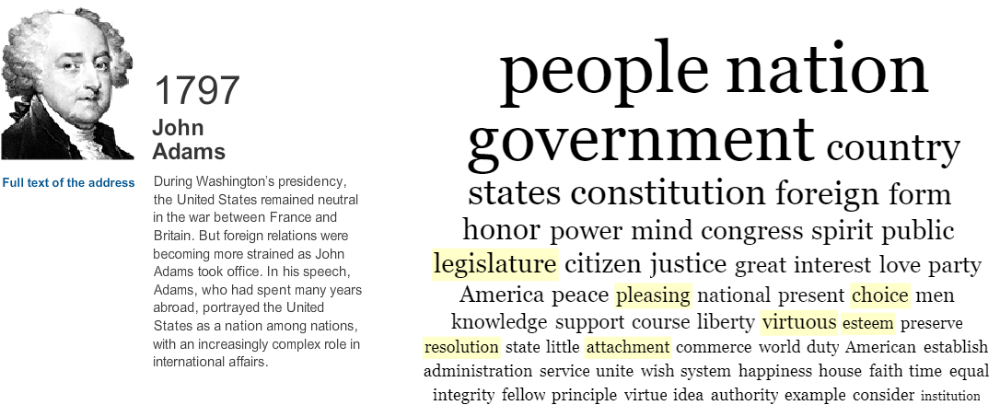 1797
John
Adams
Full text of the address
During Washington's presidency,
the United States remained neutral
in the war between France and
Britain. But foreign relations were
becoming more strained as John
Adams took office. In his speech,
Adams, who had spent many years
abroad, portrayed the United
States as a nation among nations,
with an increasingly complex role in
international affairs.
people nation
government country
states constitution foreign form
honor power mind congress spirit public
legislature citizen justice great interest love party
America peace pleasing national present choice men
knowledge support course liberty virtuous esteem preserve
resolution state little attachment commerce world duty American establish
administration service unite wish system happiness house faith time equal
integrity fellow principle virtue idea authority example consider institution